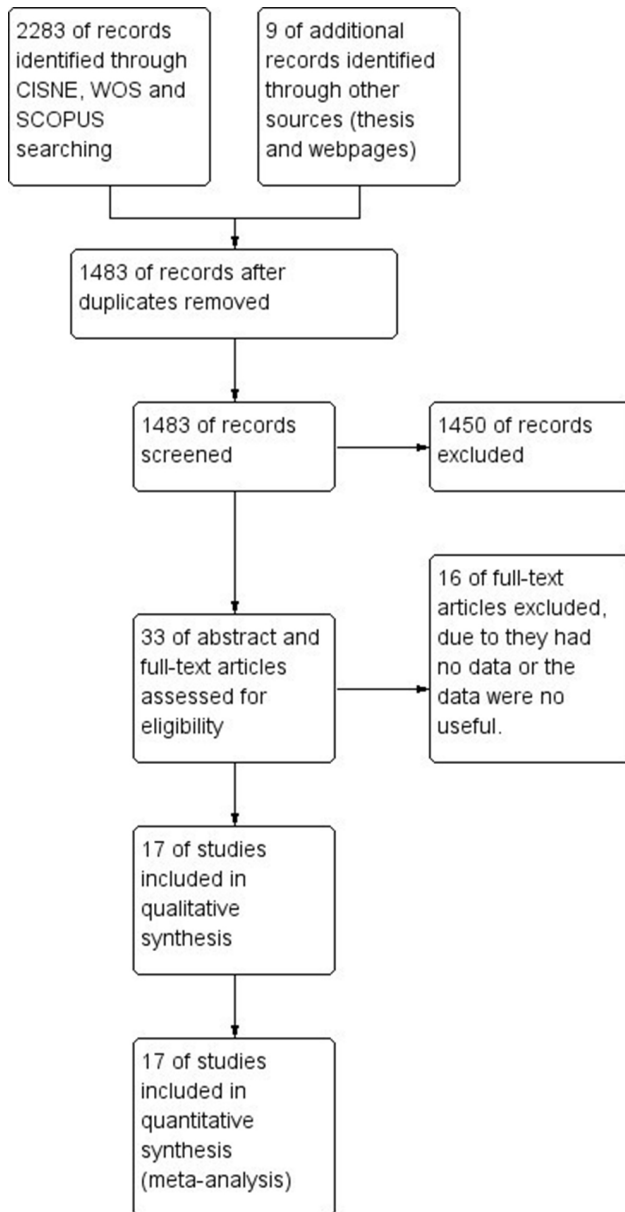 2283 of records
identified through
CISNE, WOS and
SCOPUS
searching
9 of additional
records identified
through other
sources (thesis
and webpages)
1483 of records after
duplicates removed
1483 of records
screened
1450 of records
excluded
33 of abstract and
full-text articles
assessed for
eligibility
16 of full-text
articles excluded,
due to they had
no data or the
data were no
useful.
17 of studies
included in
qualitative
synthesis
17 of studies
included in
quantitative
synthesis
(meta-analysis)